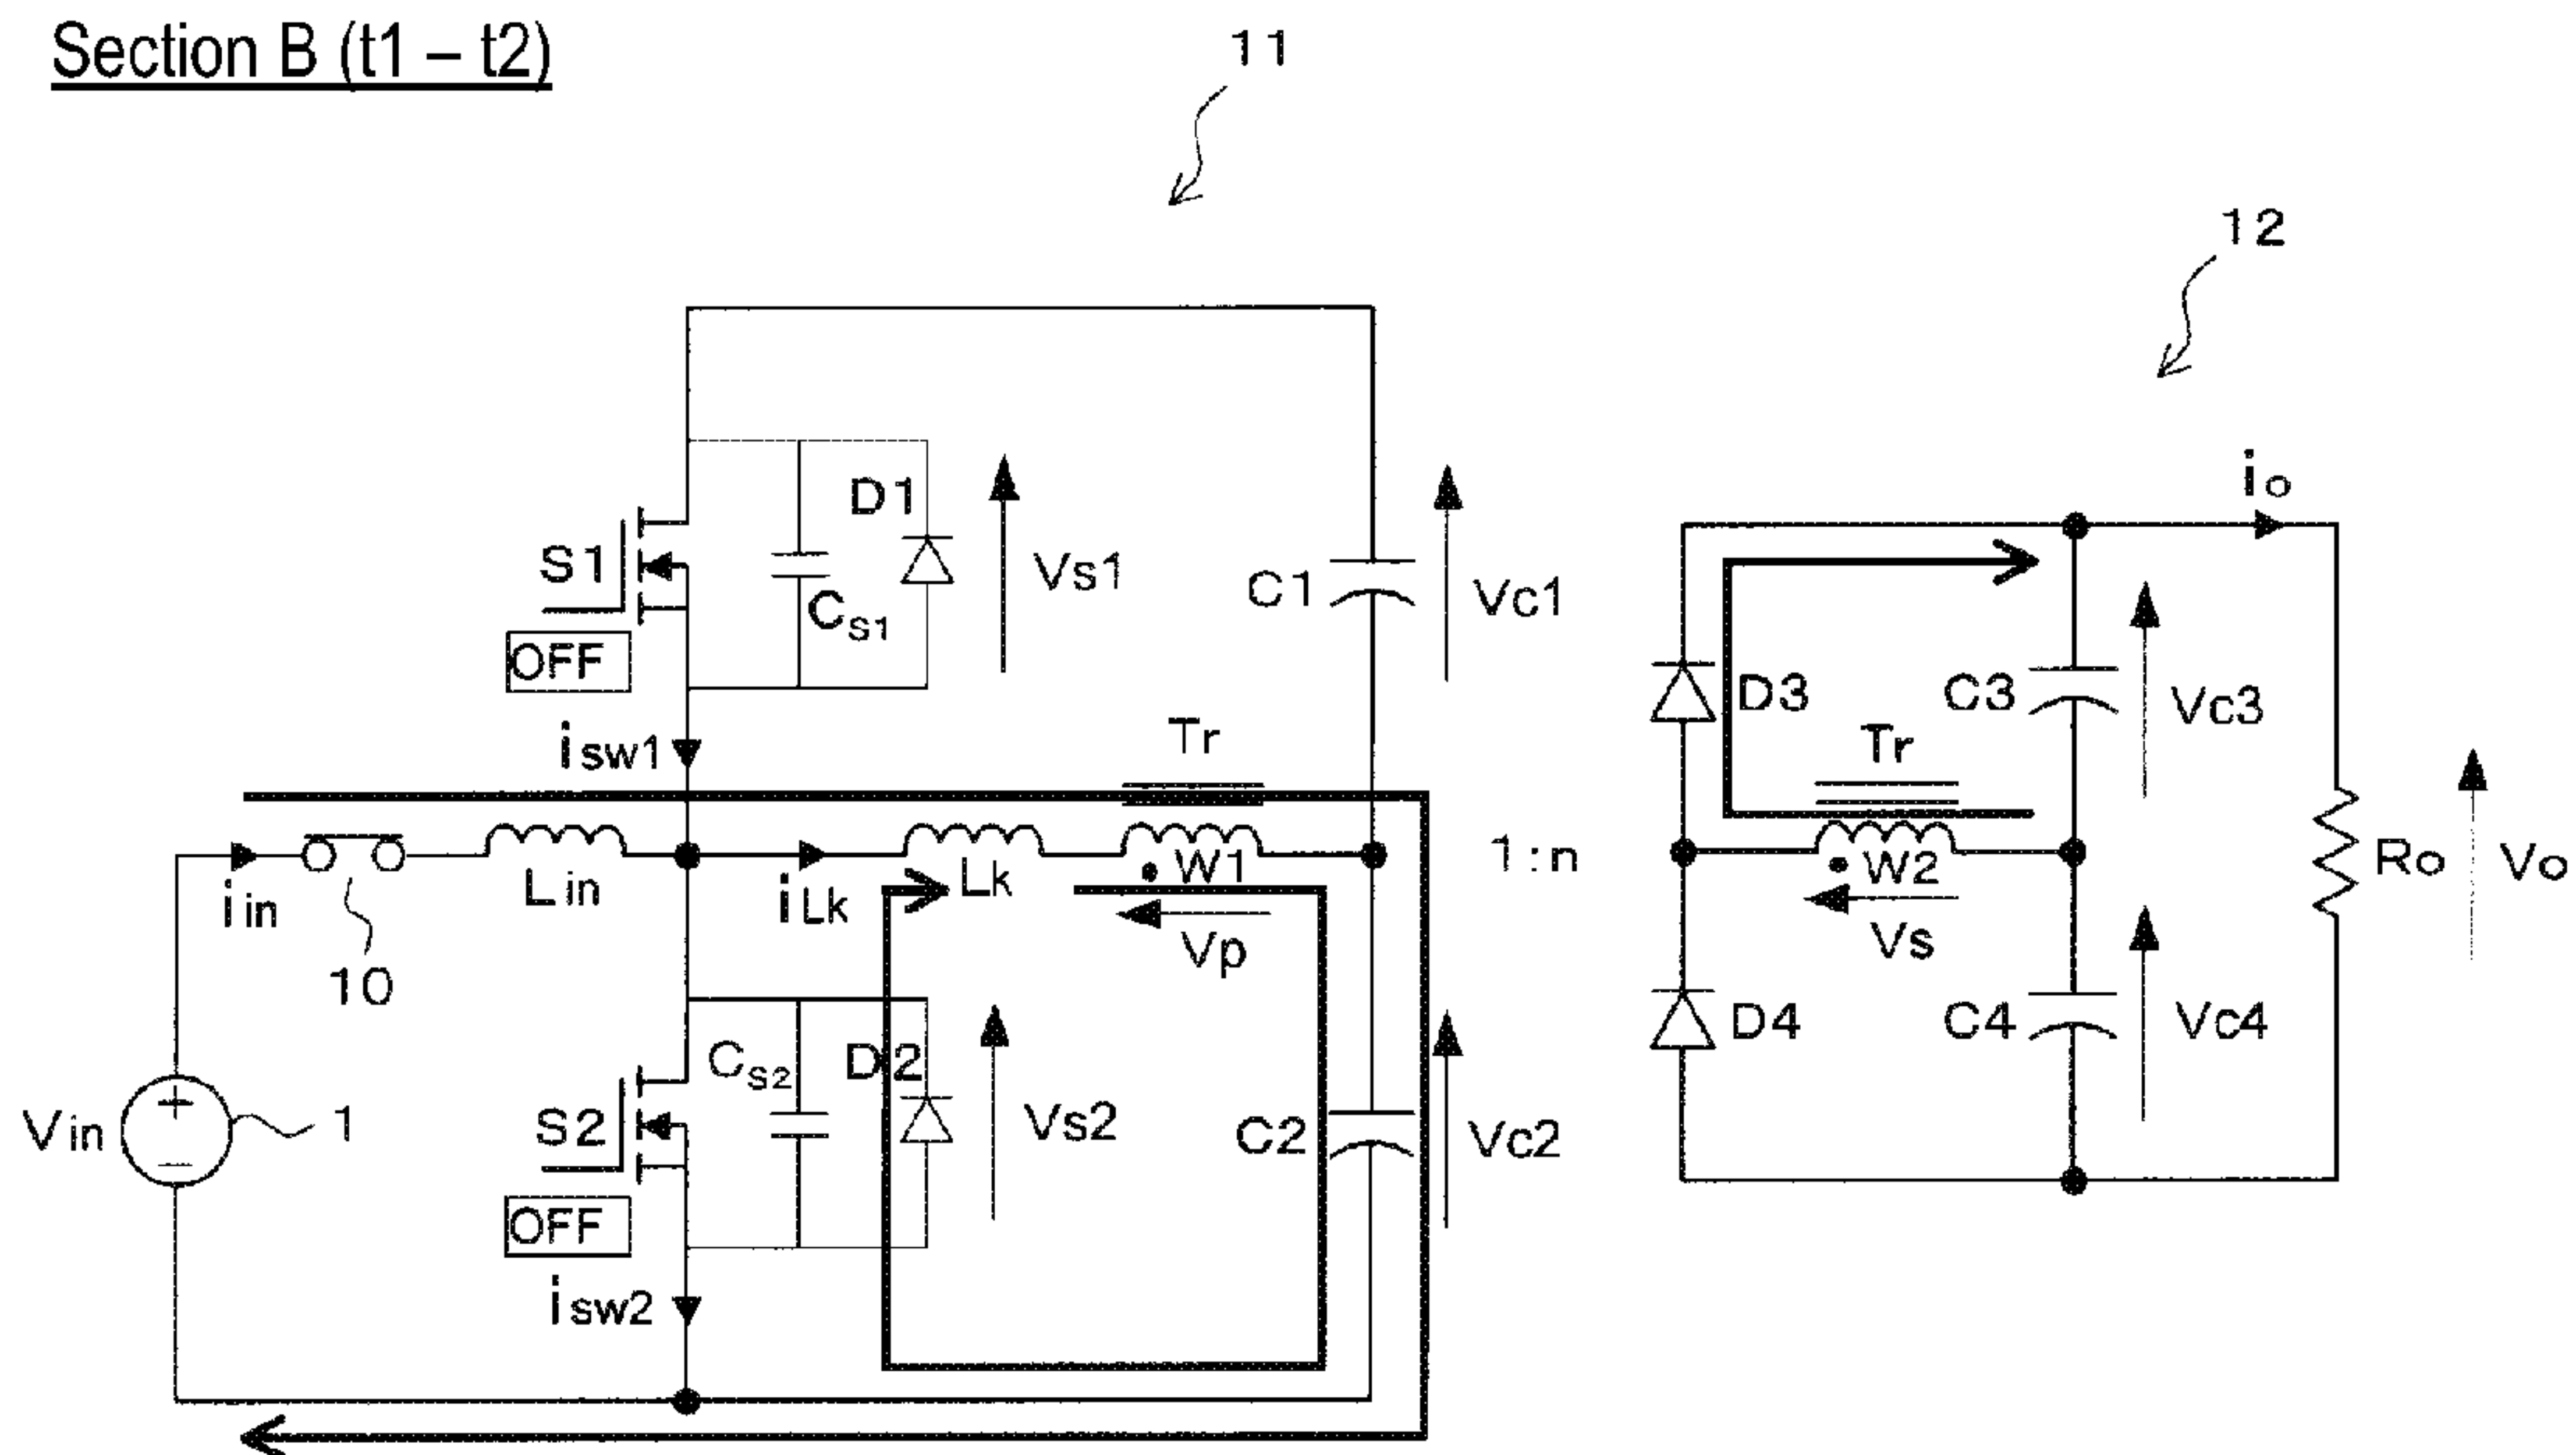 Section B (t1 – t2)
11
12
io
D1
S1
Vs1
C1
Vc1
Cs1
OFF
D3
C3
Vc3
isw1
Tr
Tr
Vo
iin
Lin
iLk
Lk
W1
1:n
W2
Ro
Vp
Vs
10
D4
C4
Vc4
Vin
1
Cs2
D2
S2
Vs2
C2
Vc2
OFF
isw2